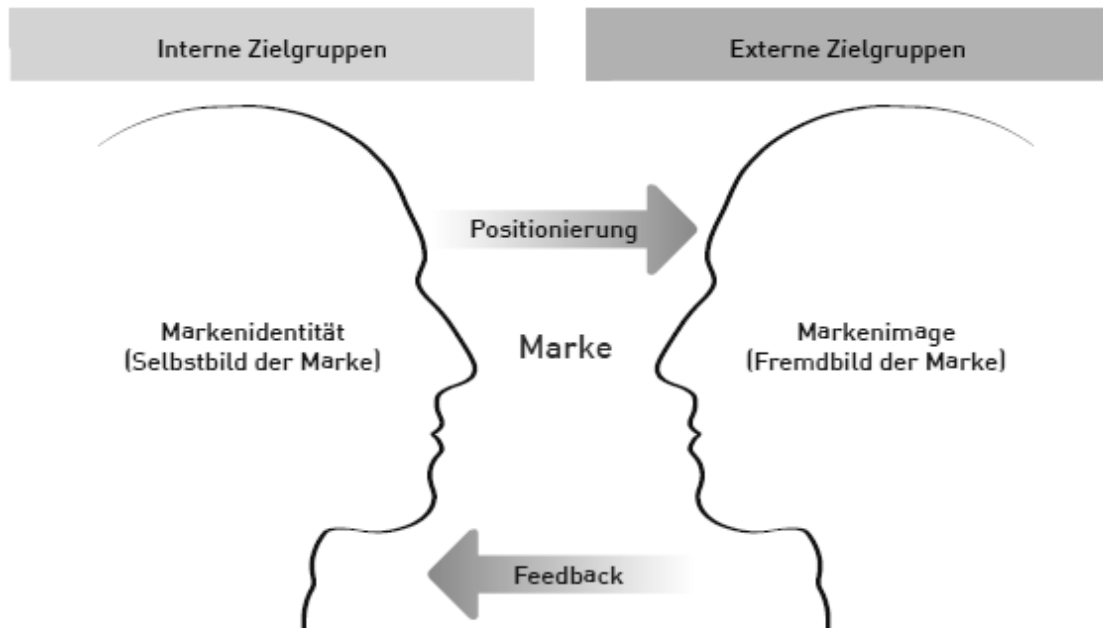 Interne Zielgruppen
Externe Zielgruppen
Positionierung
Markenidentität
(Selbstbild der Marke)
Marke
Markenimage
(Fremdbild der Marke)
Feedback